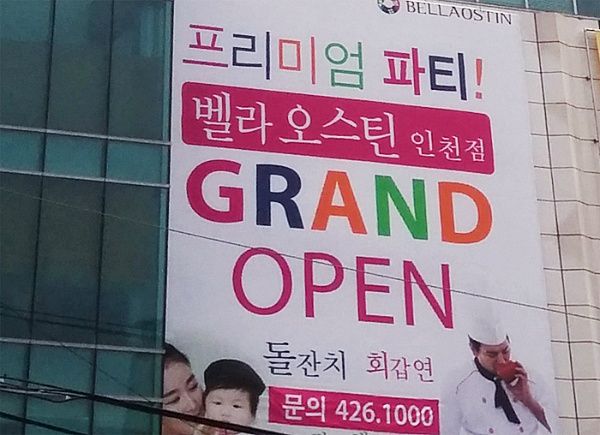 BELLAOSTIN
프리미엄 파티!
벨라 오스틴 인천점
GRAND
OPEN
돌잔치 회갑연
문의 426.1000